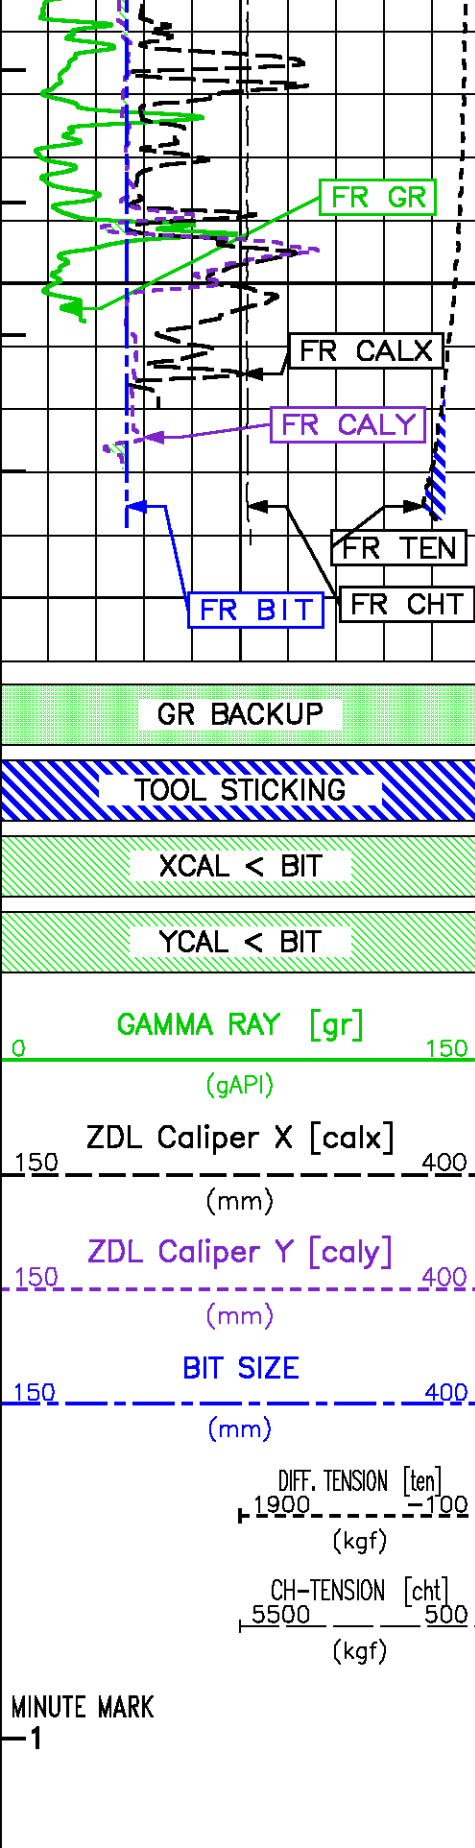 FR GR
FR CALX
FR CALY
FR TEN
FR CHT
FR BIT
GR BACKUP
TOOL STICKING
XCAL < BIT
YCAL < BIT
GAMMA RAY [gr]
0 150
(gAPI)
ZDL Caliper X [calx]
150 400
(mm)
ZDL Caliper Y [caly]
150 400
(mm)
BIT SIZE
150 400
(mm)
DIFF. TENSION [ten]
1900 -100
(kgf)
CH-TENSION [cht]
5500 500
(kgf)
MINUTE MARK
1